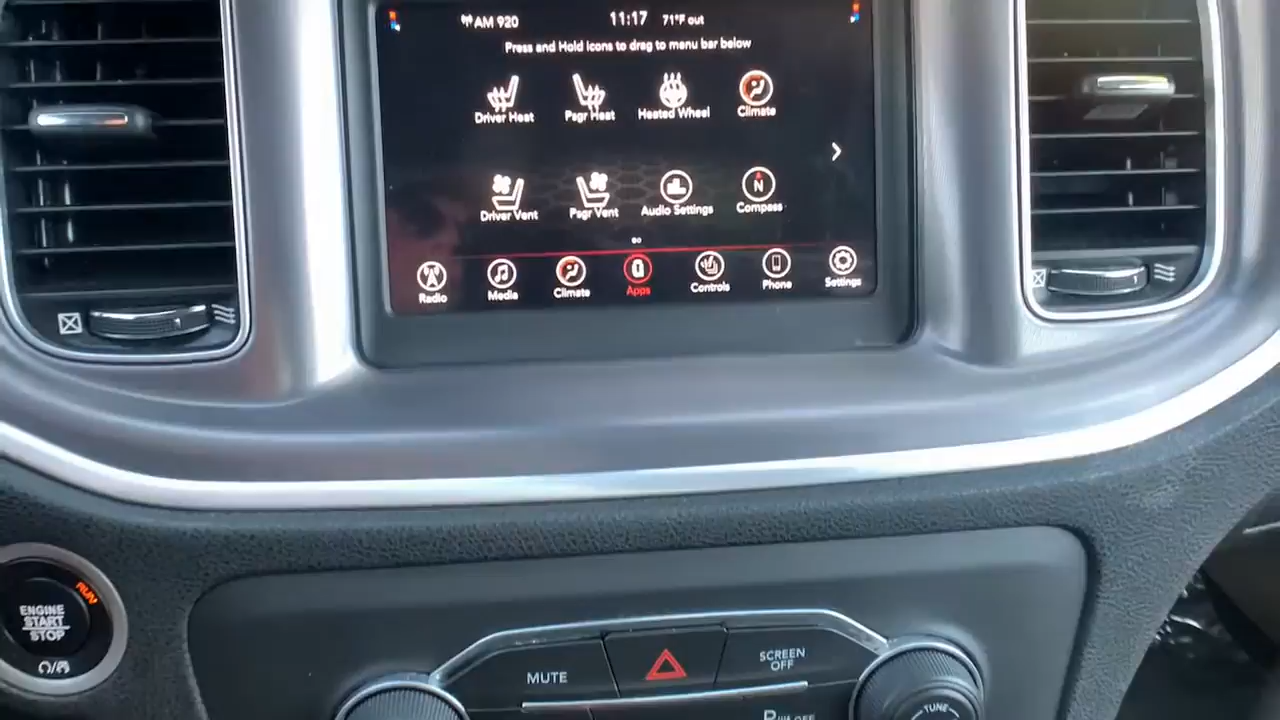 AM 920 11:17 71°F out
Press and Hold icons to drag to menu bar below
Driver Heat Psgr Heat Heated Wheel Climate
N
Driver Vent Psgr Vent Audio Settings Compass
Radio Media Climate Apps Controls Phone Settings
RUN
ENGINE
START
STOP
MUTE
SCREEN
OFF
TUNE
OFF